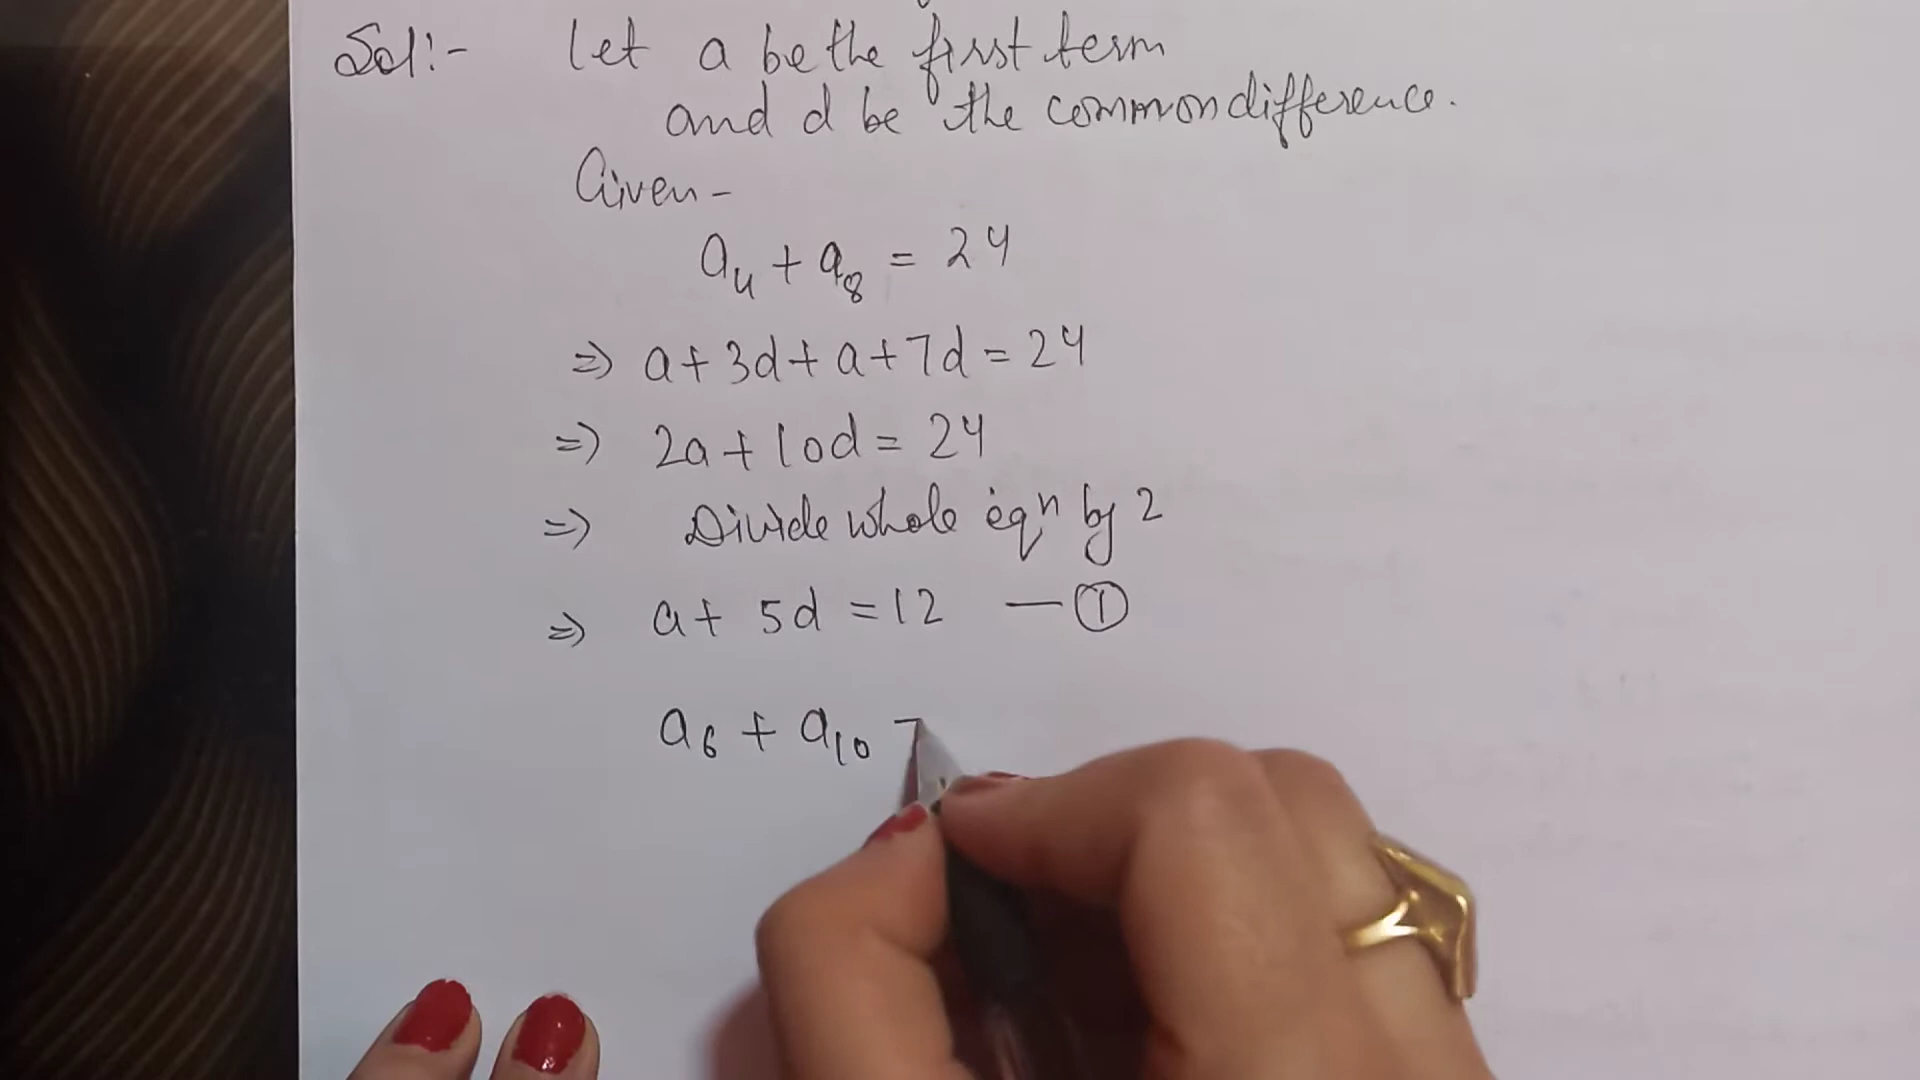 Sol:- let a be the first term
and d be the common difference.
Given -
a₄ + a₈ = 24
=> a + 3d + a + 7d = 24
=> 2a + 10d = 24
=> Divide whole eqⁿ by 2
=> a + 5d = 12 — ①
a₆ + a₁₀